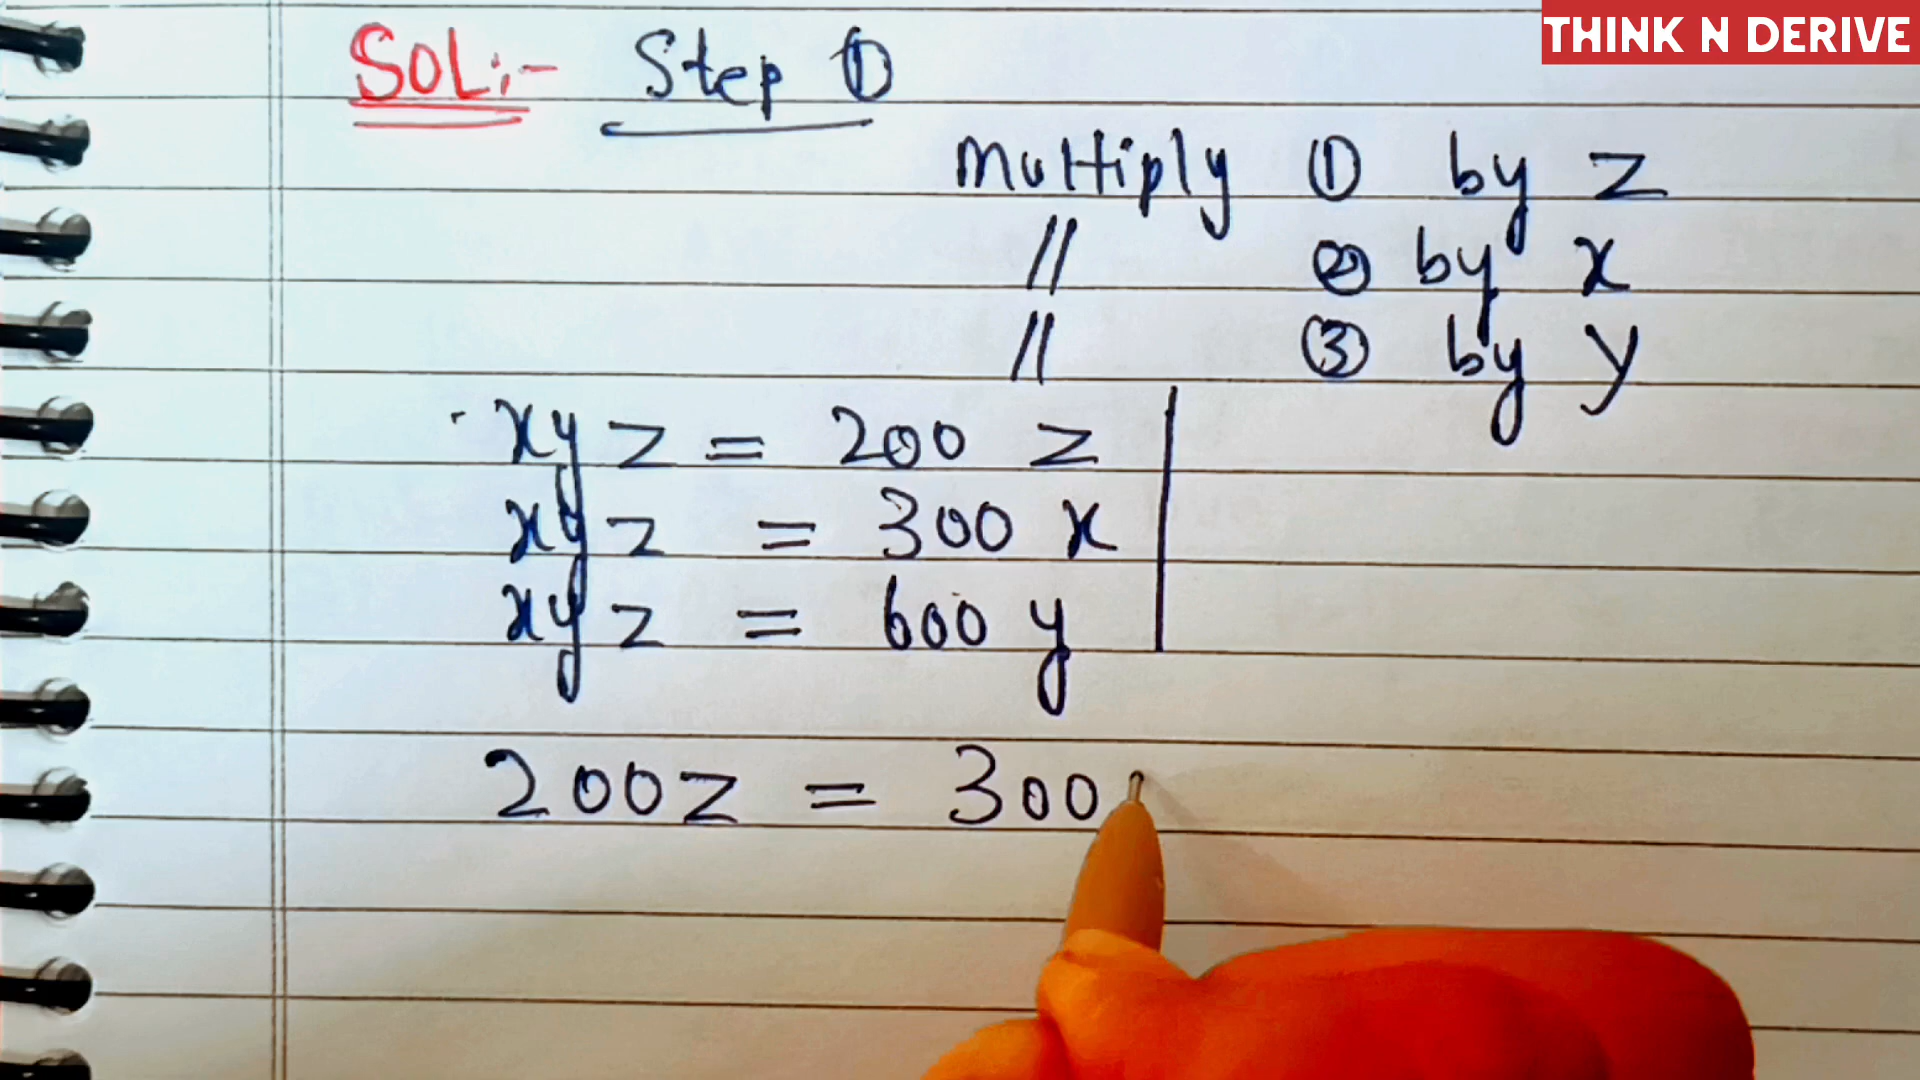 THINK N DERIVE
SOL:- Step ①
Multiply ① by z
// ② by x
// ③ by y
xyz = 200 z
xyz = 300 x
xyz = 600 y
200z = 300